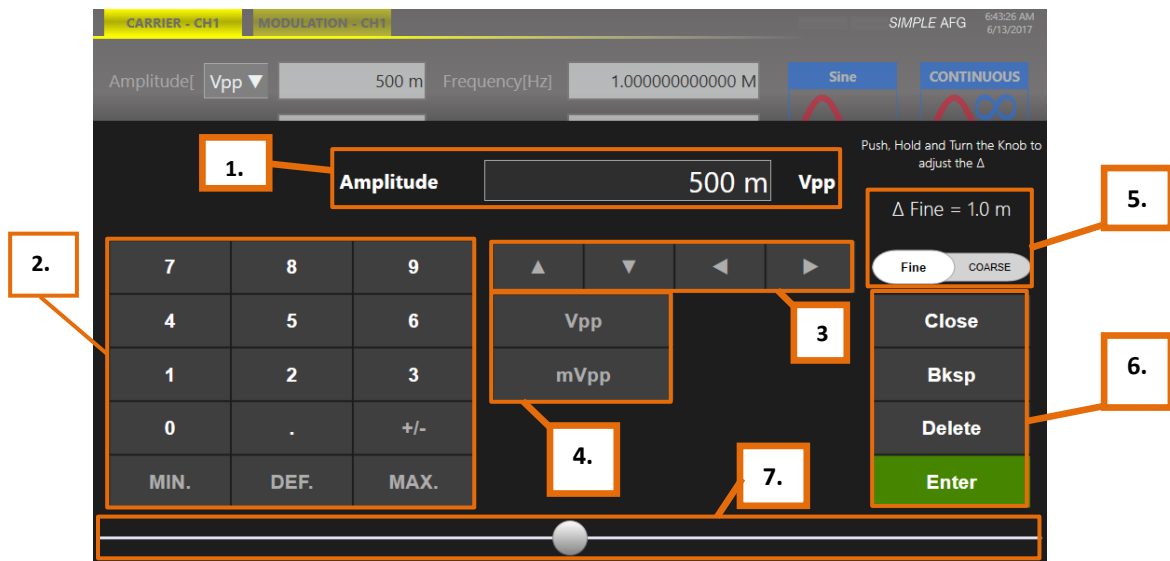 CARRIER - CH1 MODULATION - CH1 SIMPLE AFG 6:43:26 AM
6/13/2017
Amplitude[ Vpp ▼ 500 m Frequency[Hz] 1.000000000000 M Sine CONTINUOUS
Push, Hold and Turn the Knob to
adjust the Δ
1.
Amplitude 500 m Vpp
Δ Fine = 1.0 m
5.
2.
7 8 9 ▲ ▼ ◀ ▶ Fine COARSE
4 5 6 Vpp 3 Close
1 2 3 mVpp Bksp 6.
0 . +/- 4. Delete
MIN. DEF. MAX. 7. Enter